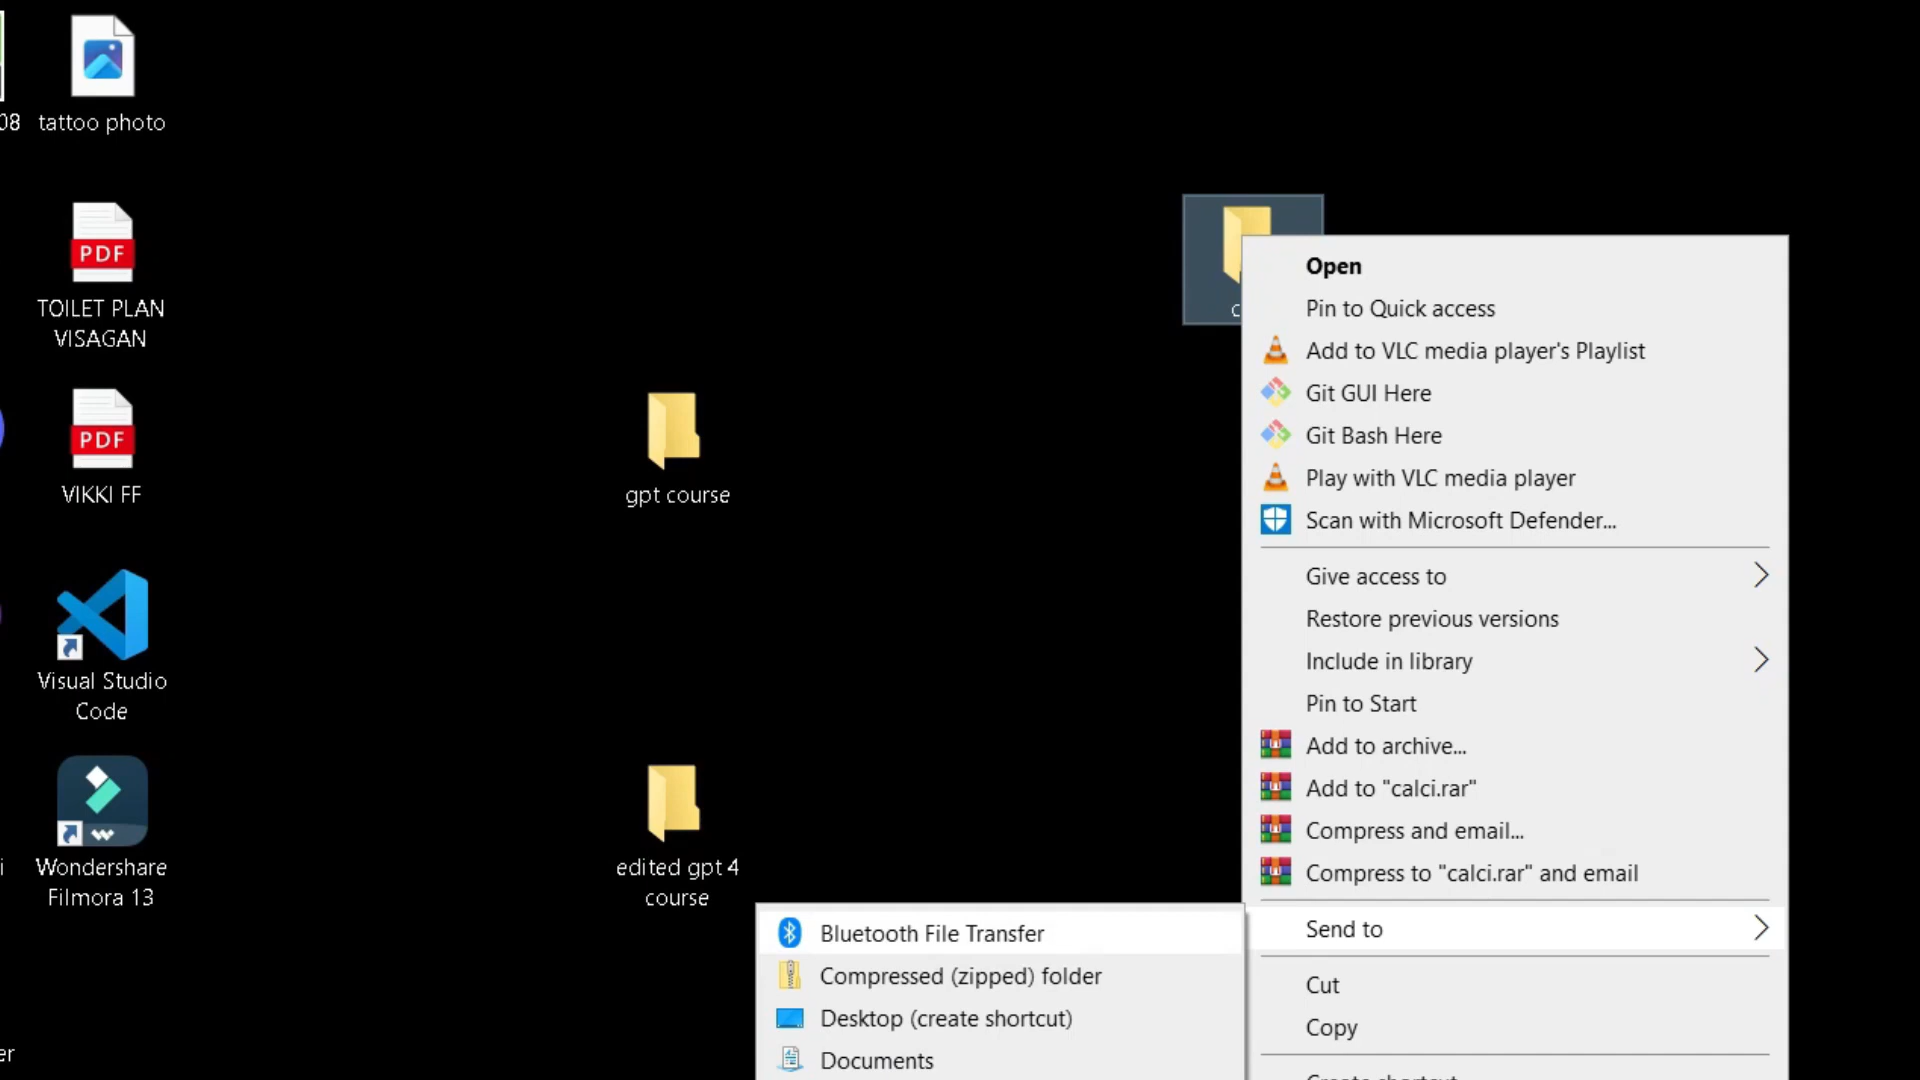 08
tattoo photo
PDF
TOILET PLAN
VISAGAN
PDF
VIKKI FF
Visual Studio
Code
i
Wondershare
Filmora 13
er
gpt course
edited gpt 4
course
c
Open
Pin to Quick access
Add to VLC media player's Playlist
Git GUI Here
Git Bash Here
Play with VLC media player
Scan with Microsoft Defender...
Give access to
Restore previous versions
Include in library
Pin to Start
Add to archive...
Add to "calci.rar"
Compress and email...
Compress to "calci.rar" and email
Send to
Cut
Copy
Create shortcut
Bluetooth File Transfer
Compressed (zipped) folder
Desktop (create shortcut)
Documents